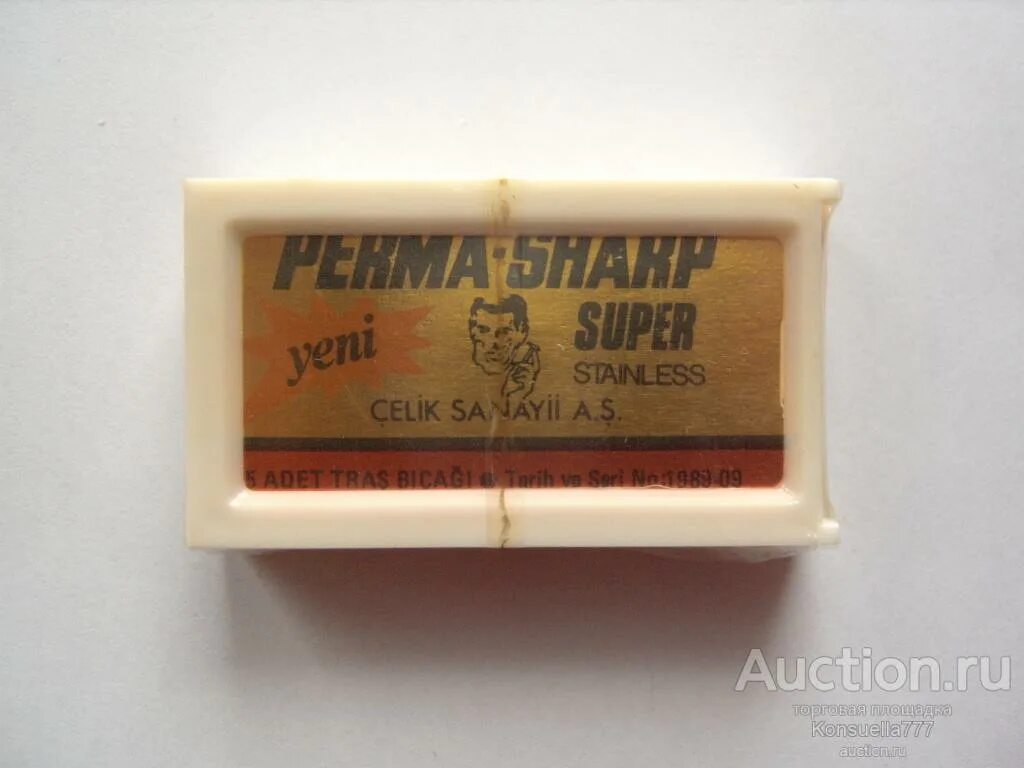 PERMA-SHARP
yeni
SUPER
STAINLESS
ÇELİK SANAYİİ A.Ş.
5 ADET TRAŞ BIÇAĞI ● Tarih ve Seri No 1989-09
Auction.ru
торговая площадка
Konsuella777
auction.ru